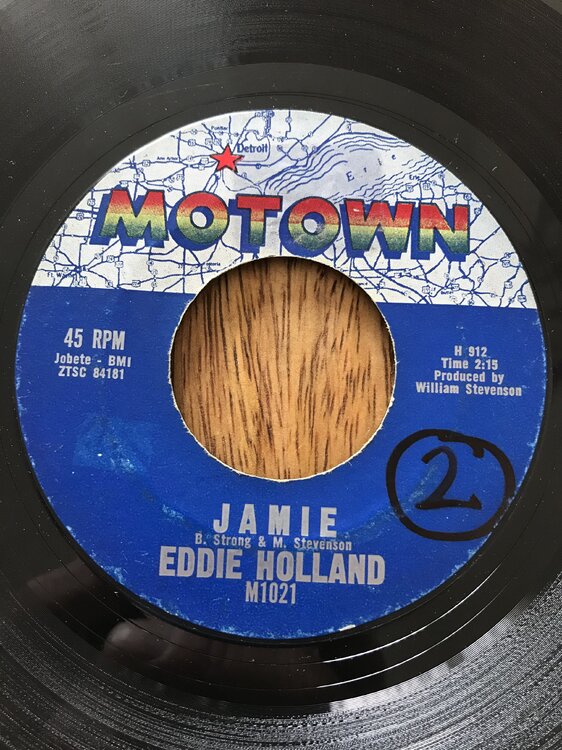 Detroit
Erie
MOTOWN
45 RPM
Jobete - BMI
ZTSC 84181
H 912
Time 2:15
Produced by
William Stevenson
2
JAMIE
B. Strong & M. Stevenson
EDDIE HOLLAND
M1021